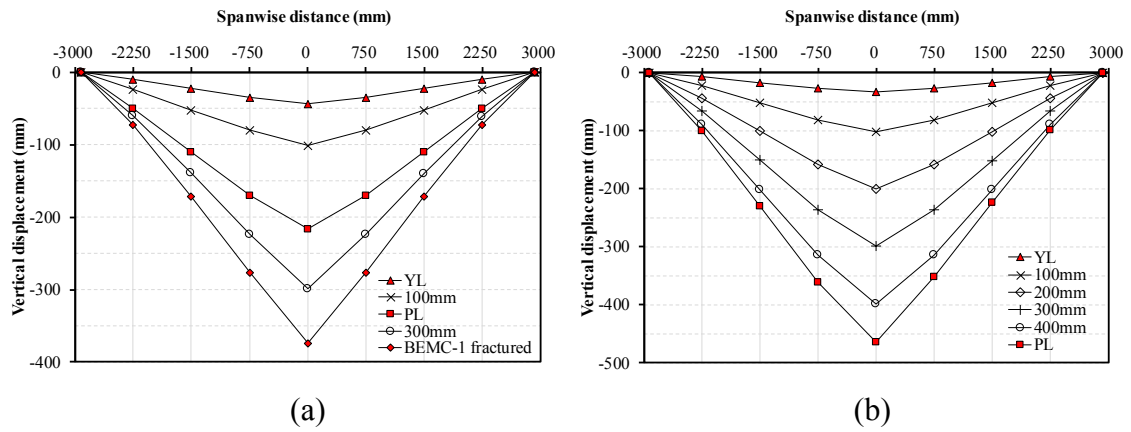 Spanwise distance (mm)
-3000 -2250 -1500 -750 0 750 1500 2250 3000
0
-100
-200
-300
-400
Vertical displacement (mm)
YL
100mm
PL
300mm
BEMC-1 fractured
(a)
Spanwise distance (mm)
-3000 -2250 -1500 -750 0 750 1500 2250 3000
0
-100
-200
-300
-400
-500
Vertical displacement (mm)
YL
100mm
200mm
300mm
400mm
PL
(b)